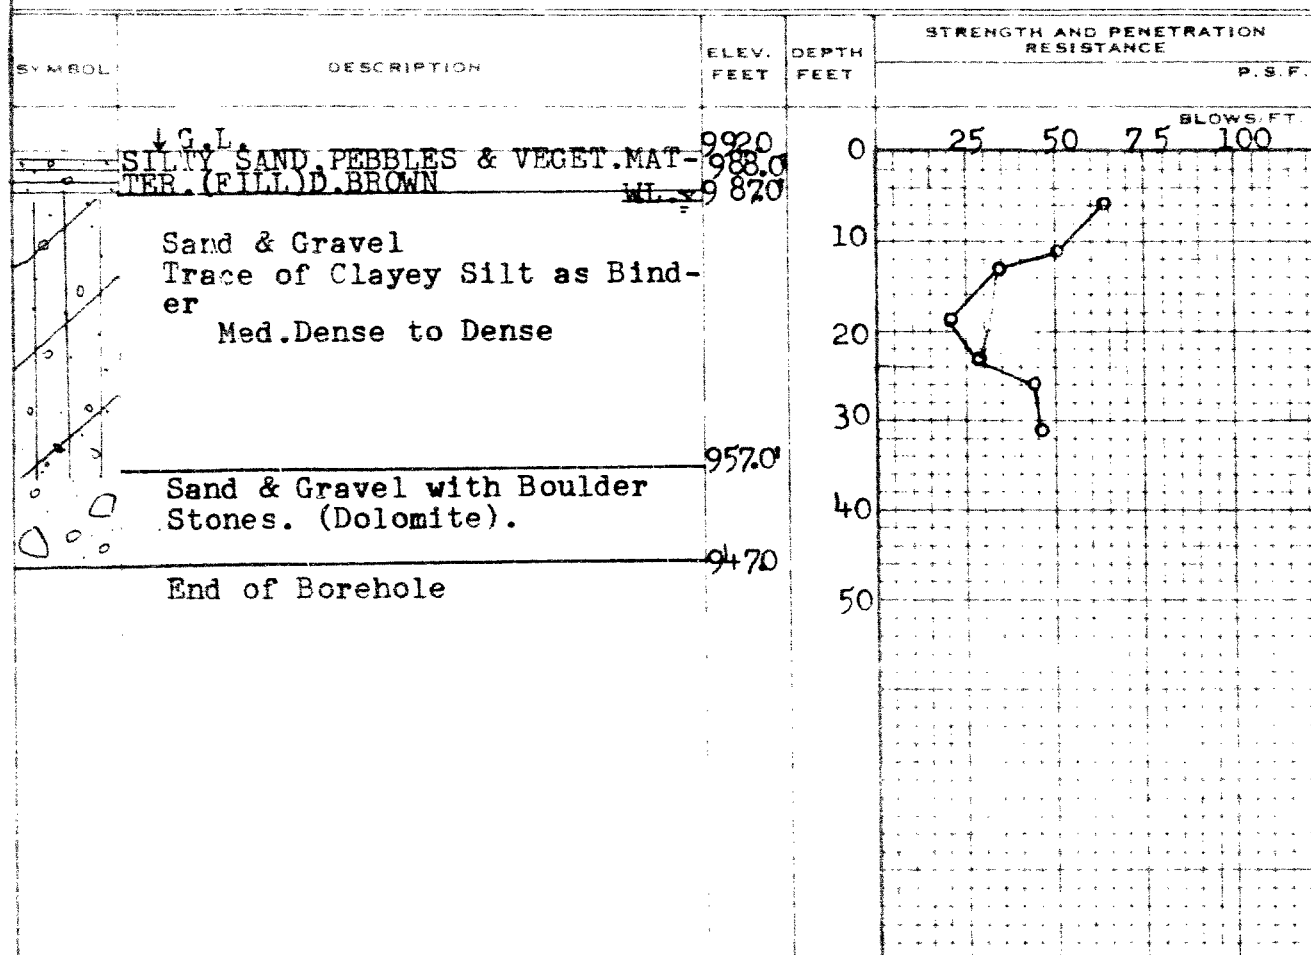 SYMBOL DESCRIPTION ELEV. FEET DEPTH FEET STRENGTH AND PENETRATION RESISTANCE
P.S.F.
BLOWS/FT.
0 25 50 75 100
G.L. 992.0
SILTY SAND.PEBBLES & VEGET.MAT- 988.0'
TER.(FILL)D.BROWN WL. 987.0'
Sand & Gravel
10
Trace of Clayey Silt as Bind-
er
Med.Dense to Dense
20
30
957.0'
Sand & Gravel with Boulder
Stones. (Dolomite).
40
947.0
End of Borehole
50